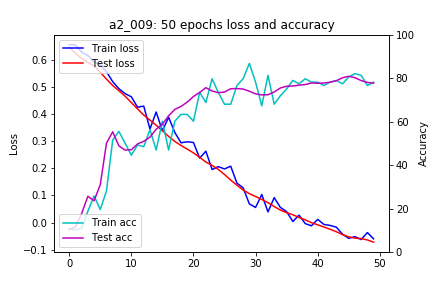 a2_009: 50 epochs loss and accuracy
Train loss
Test loss
Train acc
Test acc
Loss
Accuracy
0.6
0.5
0.4
0.3
0.2
0.1
0.0
−0.1
100
80
60
40
20
0
0
10
20
30
40
50